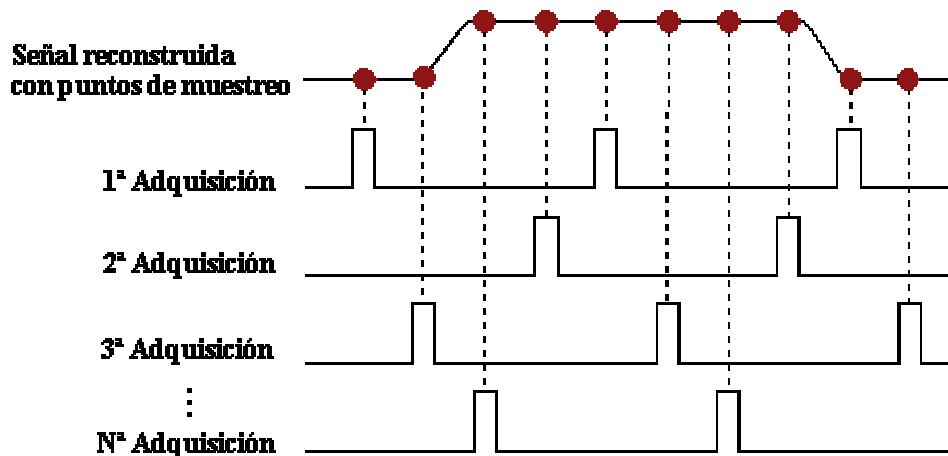 Señal reconstruida
con puntos de muestreo
1ª Adquisición
2ª Adquisición
3ª Adquisición
⋮
Nª Adquisición